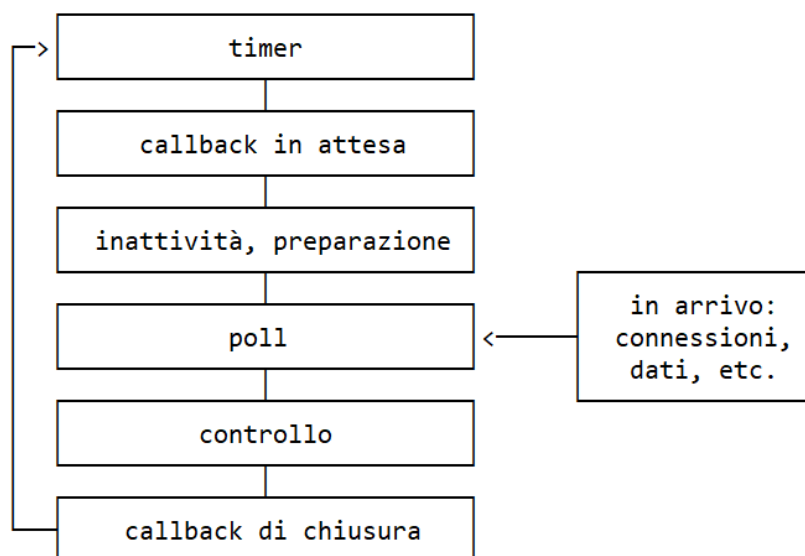 timer
callback in attesa
inattività, preparazione
poll
in arrivo:
connessioni,
dati, etc.
controllo
callback di chiusura